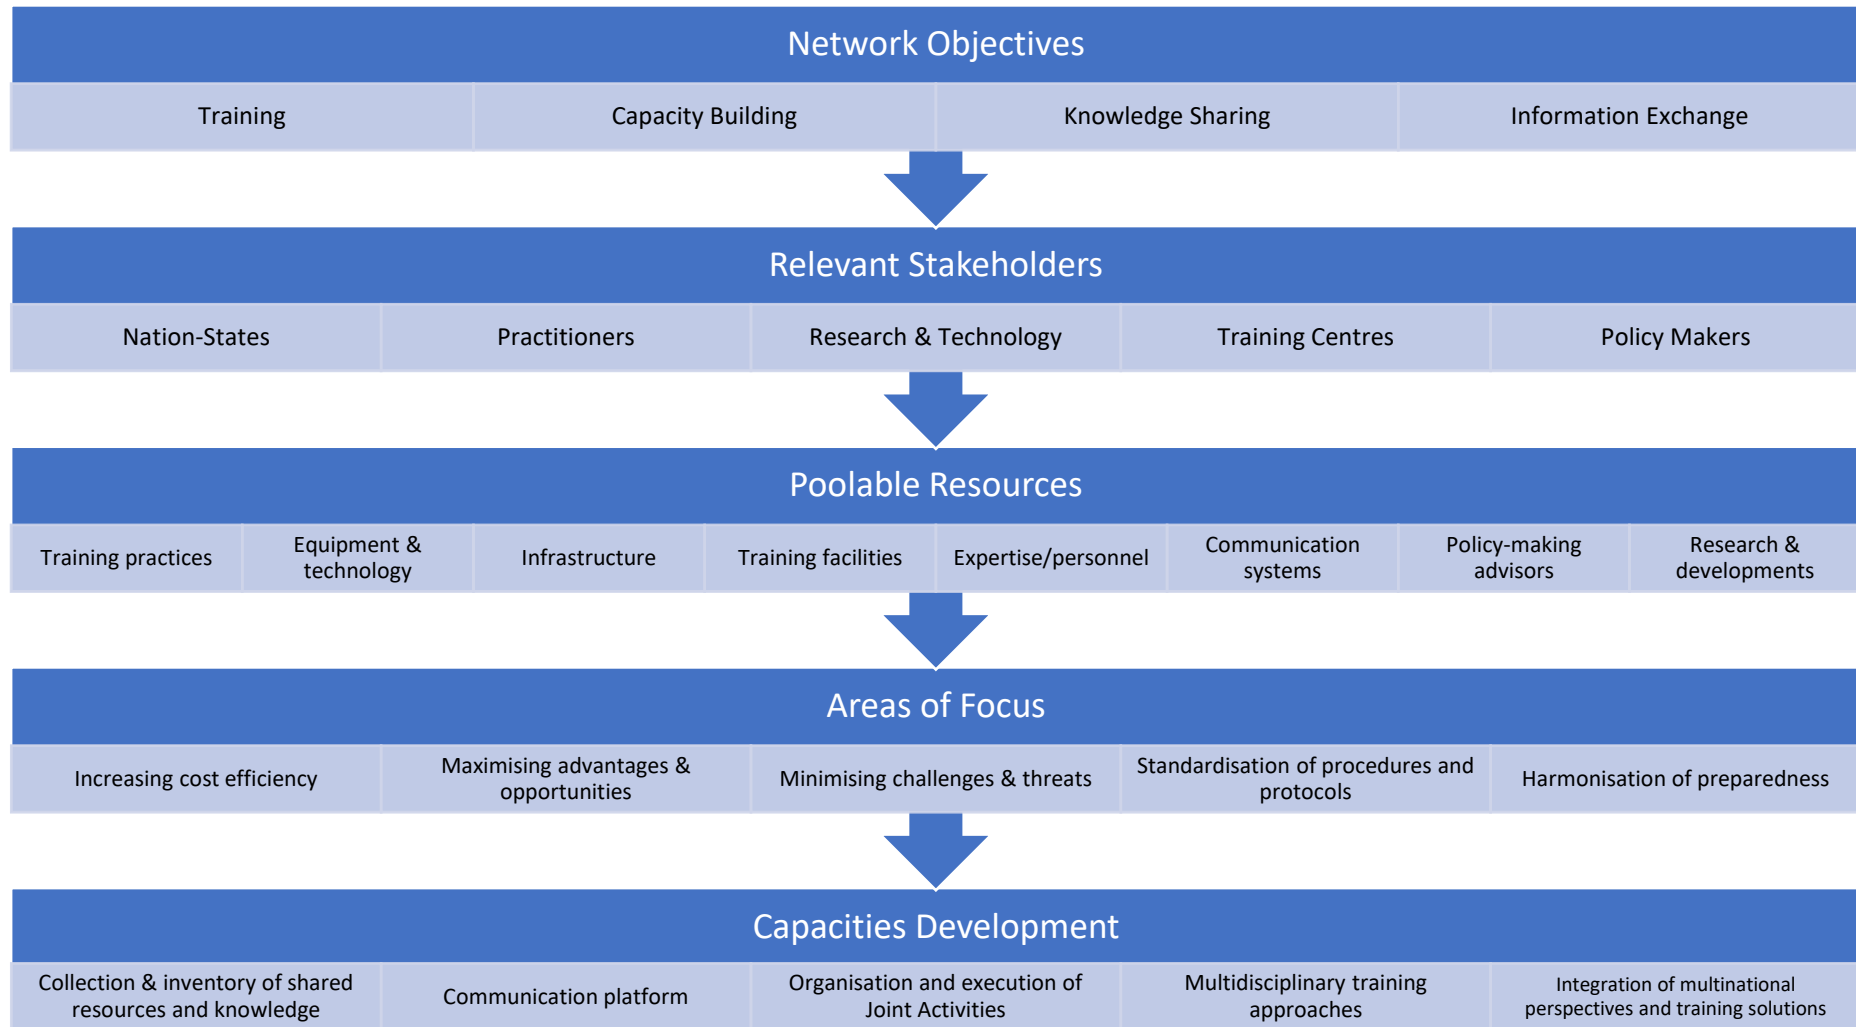 Network Objectives
Training
Capacity Building
Knowledge Sharing
Information Exchange
Relevant Stakeholders
Nation-States
Practitioners
Research & Technology
Training Centres
Policy Makers
Poolable Resources
Training practices
Equipment &
technology
Infrastructure
Training facilities
Expertise/personnel
Communication
systems
Policy-making
advisors
Research &
developments
Areas of Focus
Increasing cost efficiency
Maximising advantages &
opportunities
Minimising challenges & threats
Standardisation of procedures and
protocols
Harmonisation of preparedness
Capacities Development
Collection & inventory of shared
resources and knowledge
Communication platform
Organisation and execution of
Joint Activities
Multidisciplinary training
approaches
Integration of multinational
perspectives and training solutions